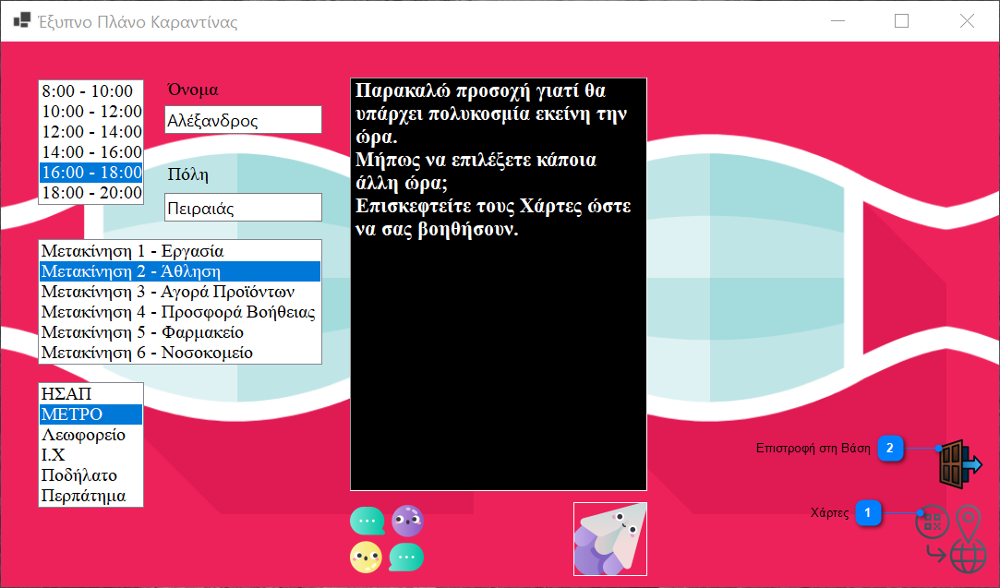 Έξυπνο Πλάνο Καραντίνας
8:00 - 10:00
10:00 - 12:00
12:00 - 14:00
14:00 - 16:00
16:00 - 18:00
18:00 - 20:00
Όνομα
Αλέξανδρος
Πόλη
Πειραιάς
Μετακίνηση 1 - Εργασία
Μετακίνηση 2 - Άθληση
Μετακίνηση 3 - Αγορά Προϊόντων
Μετακίνηση 4 - Προσφορά Βοήθειας
Μετακίνηση 5 - Φαρμακείο
Μετακίνηση 6 - Νοσοκομείο
ΗΣΑΠ
ΜΕΤΡΟ
Λεωφορείο
Ι.Χ
Ποδήλατο
Περπάτημα
Παρακαλώ προσοχή γιατί θα
υπάρχει πολυκοσμία εκείνη την
ώρα.
Μήπως να επιλέξετε κάποια
άλλη ώρα;
Επισκεφτείτε τους Χάρτες ώστε
να σας βοηθήσουν.
Επιστροφή στη Βάση 2
Χάρτες 1